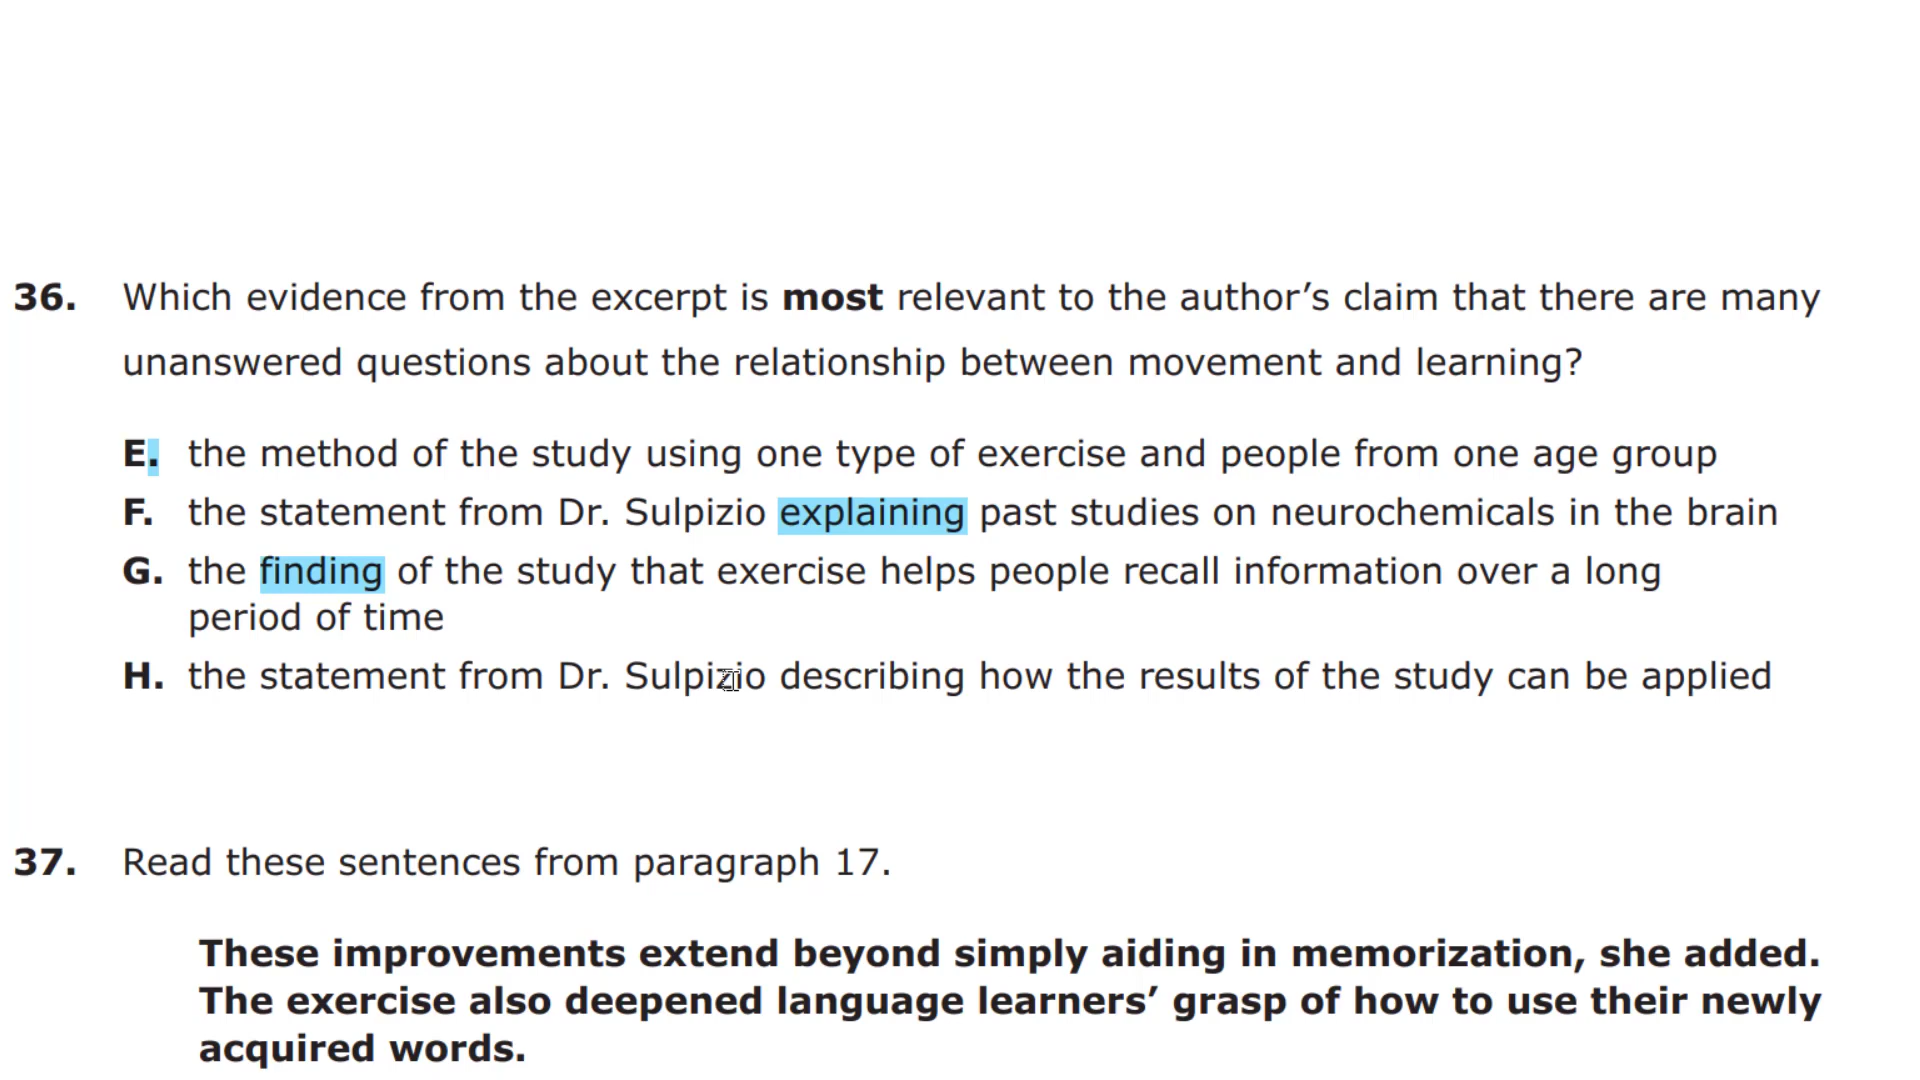 36. Which evidence from the excerpt is most relevant to the author’s claim that there are many
unanswered questions about the relationship between movement and learning?
E. the method of the study using one type of exercise and people from one age group
F. the statement from Dr. Sulpizio explaining past studies on neurochemicals in the brain
G. the finding of the study that exercise helps people recall information over a long
period of time
H. the statement from Dr. Sulpizio describing how the results of the study can be applied
37. Read these sentences from paragraph 17.
These improvements extend beyond simply aiding in memorization, she added.
The exercise also deepened language learners’ grasp of how to use their newly
acquired words.